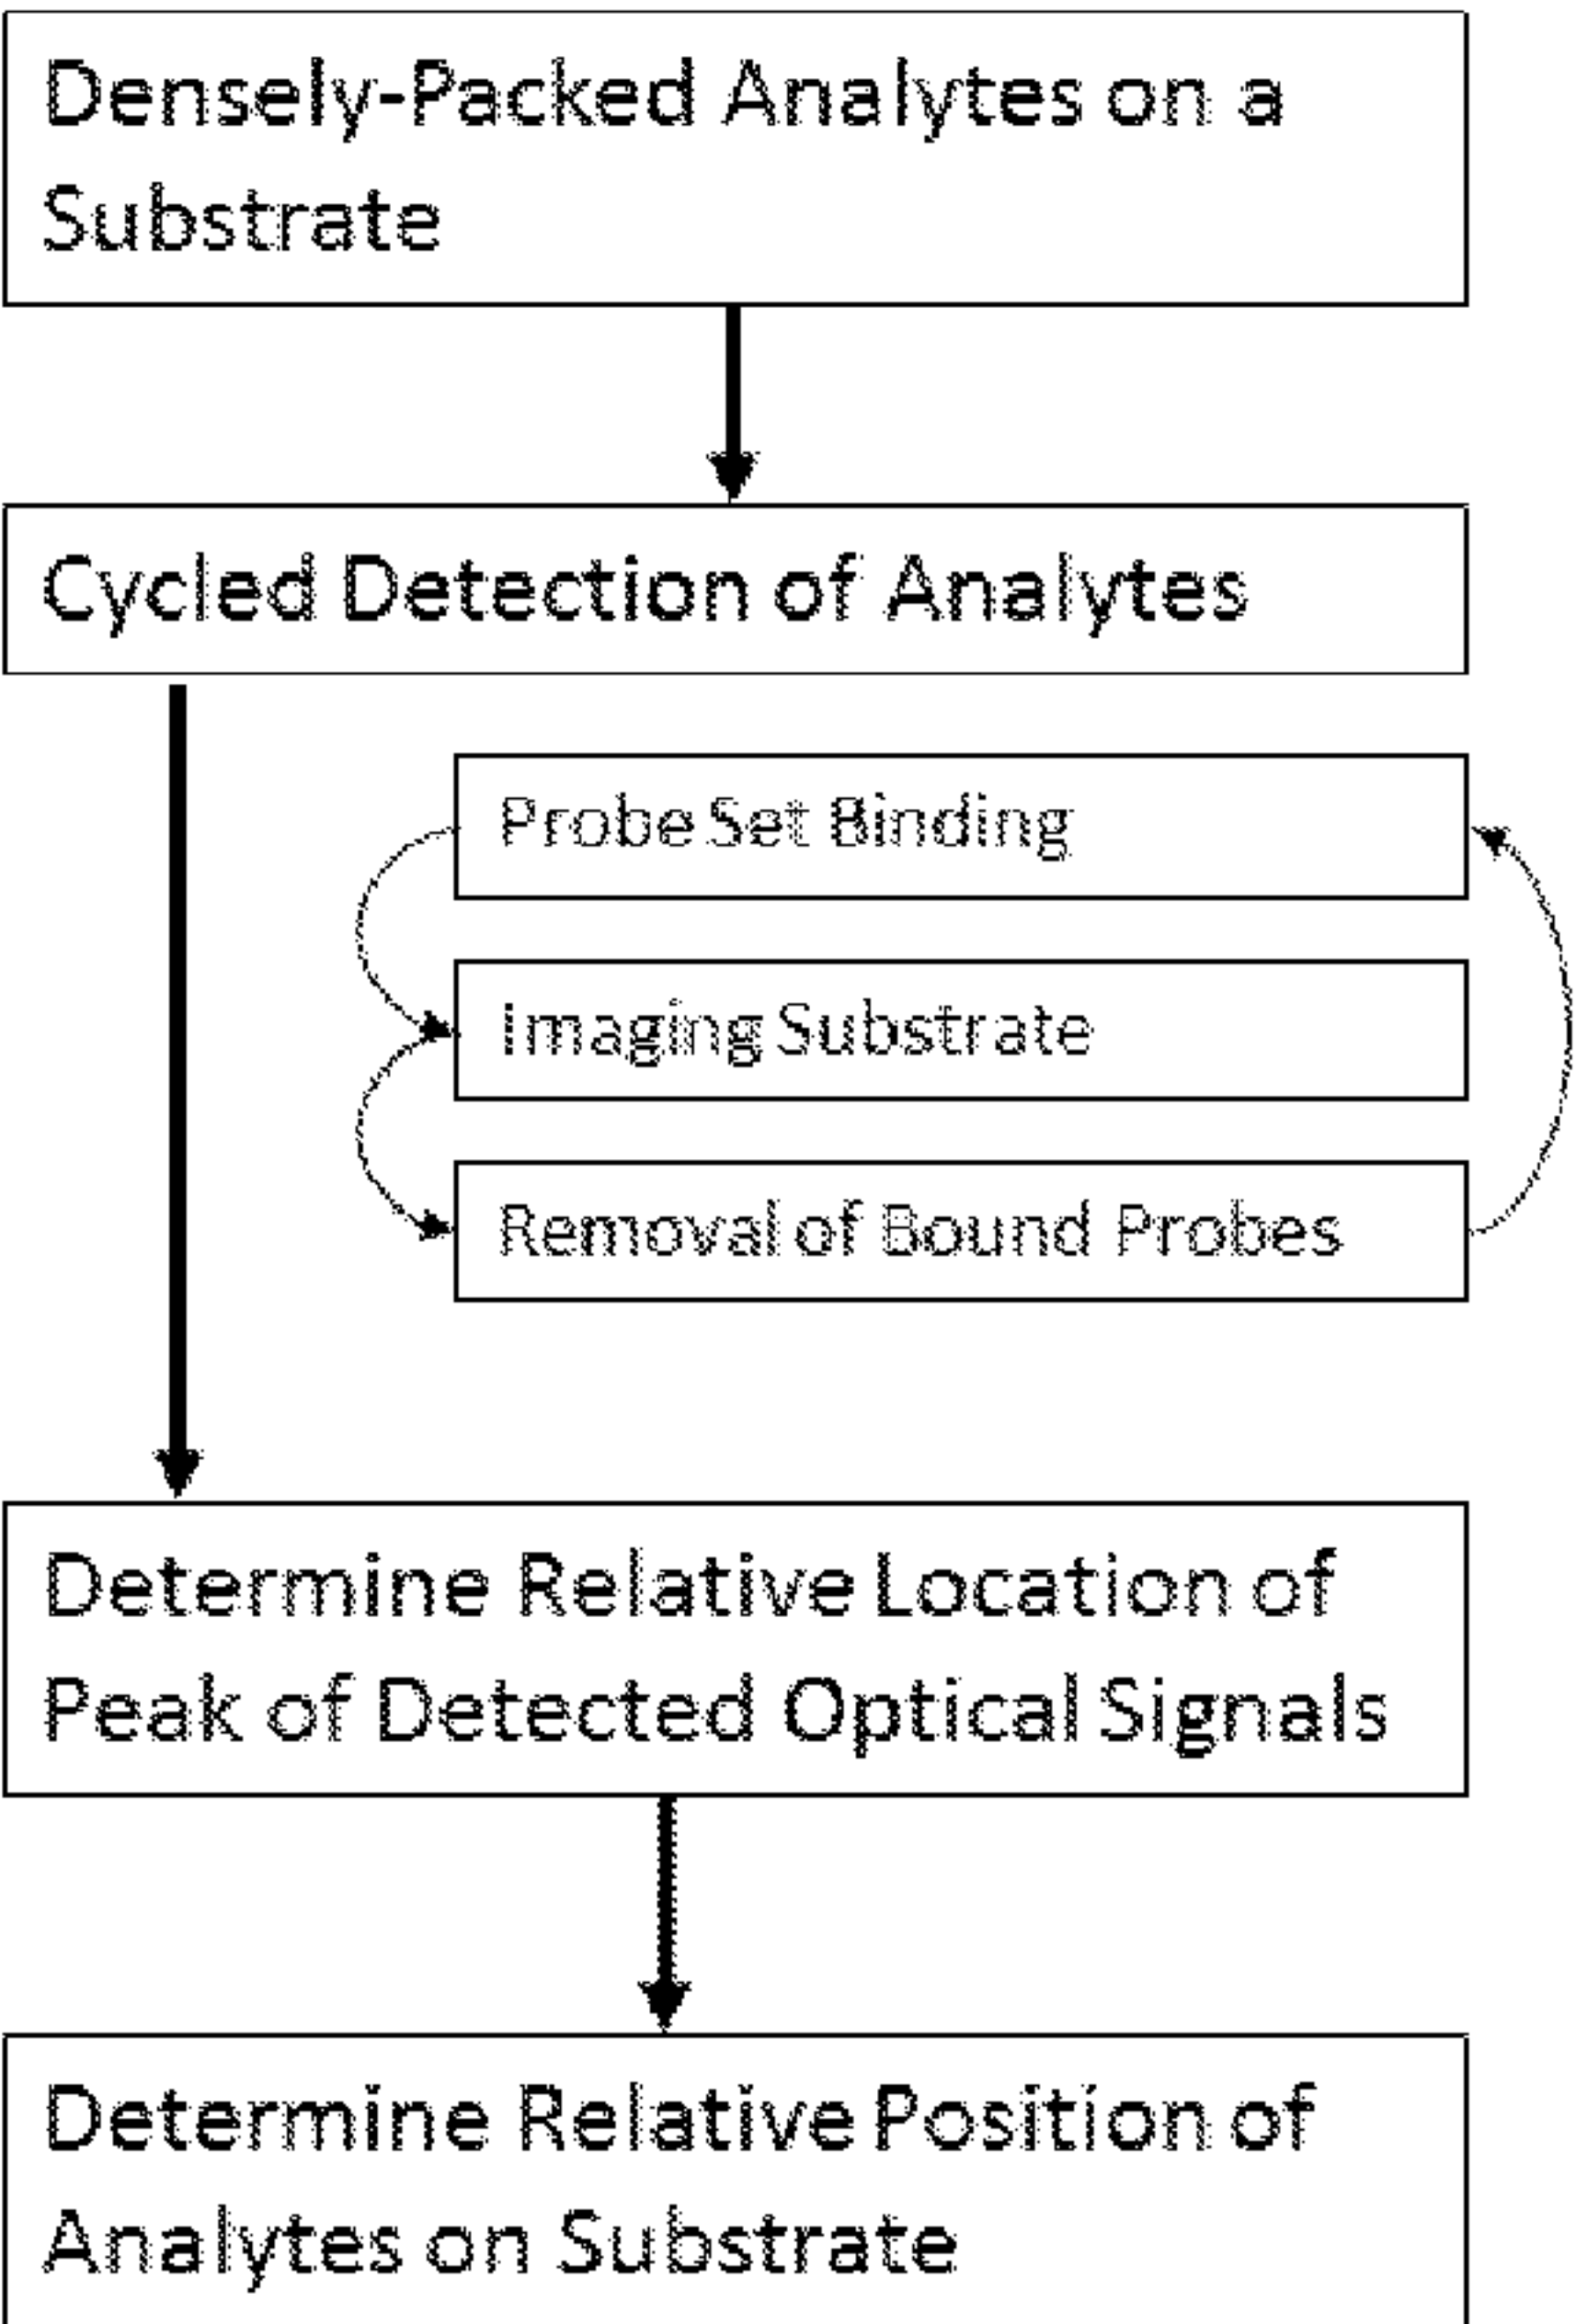 Densely-Packed Analytes on a
Substrate
Cycled Detection of Analytes
Probe Set Binding
Imaging Substrate
Removal of Bound Probes
Determine Relative Location of
Peak of Detected Optical Signals
Determine Relative Position of
Analytes on Substrate